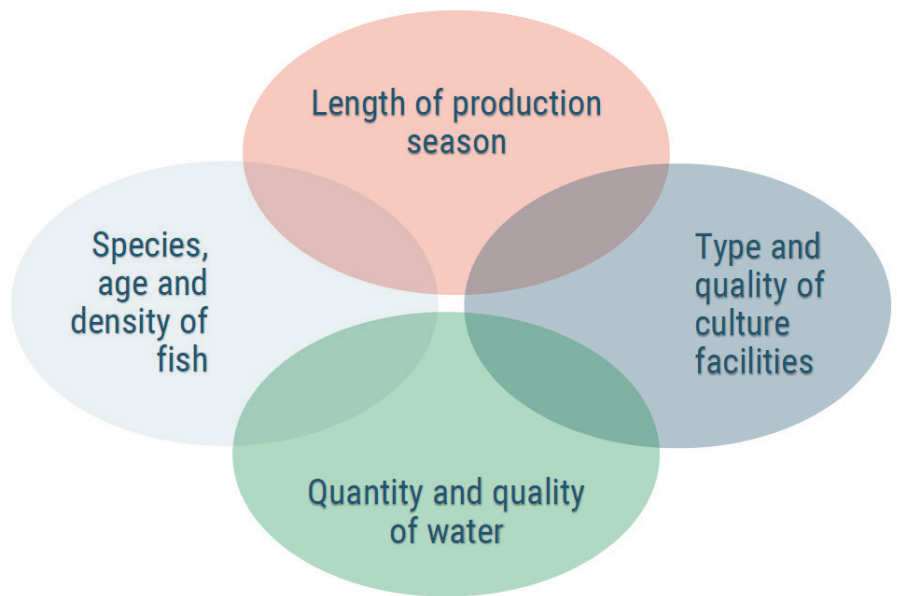 Length of production
season
Species,
age and
density of
fish
Type and
quality of
culture
facilities
Quantity and quality
of water